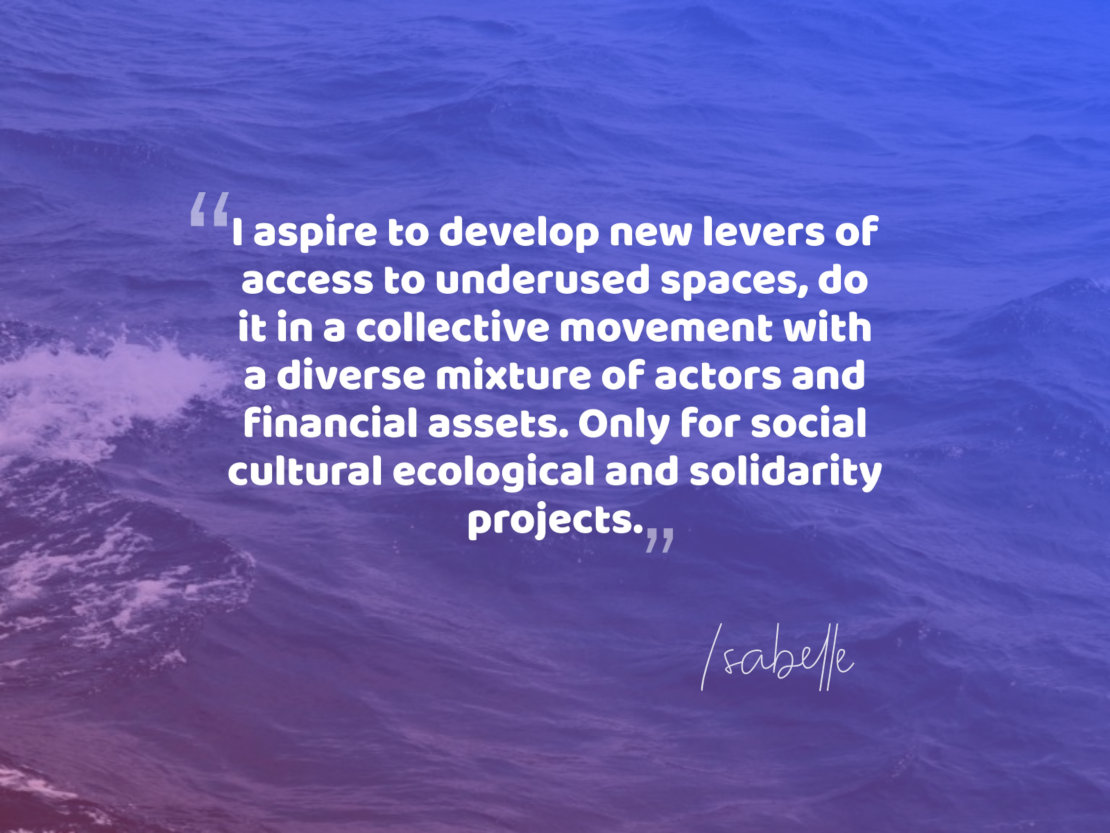 “I aspire to develop new levers of
access to underused spaces, do
it in a collective movement with
a diverse mixture of actors and
financial assets. Only for social
cultural ecological and solidarity
projects.”
Isabelle